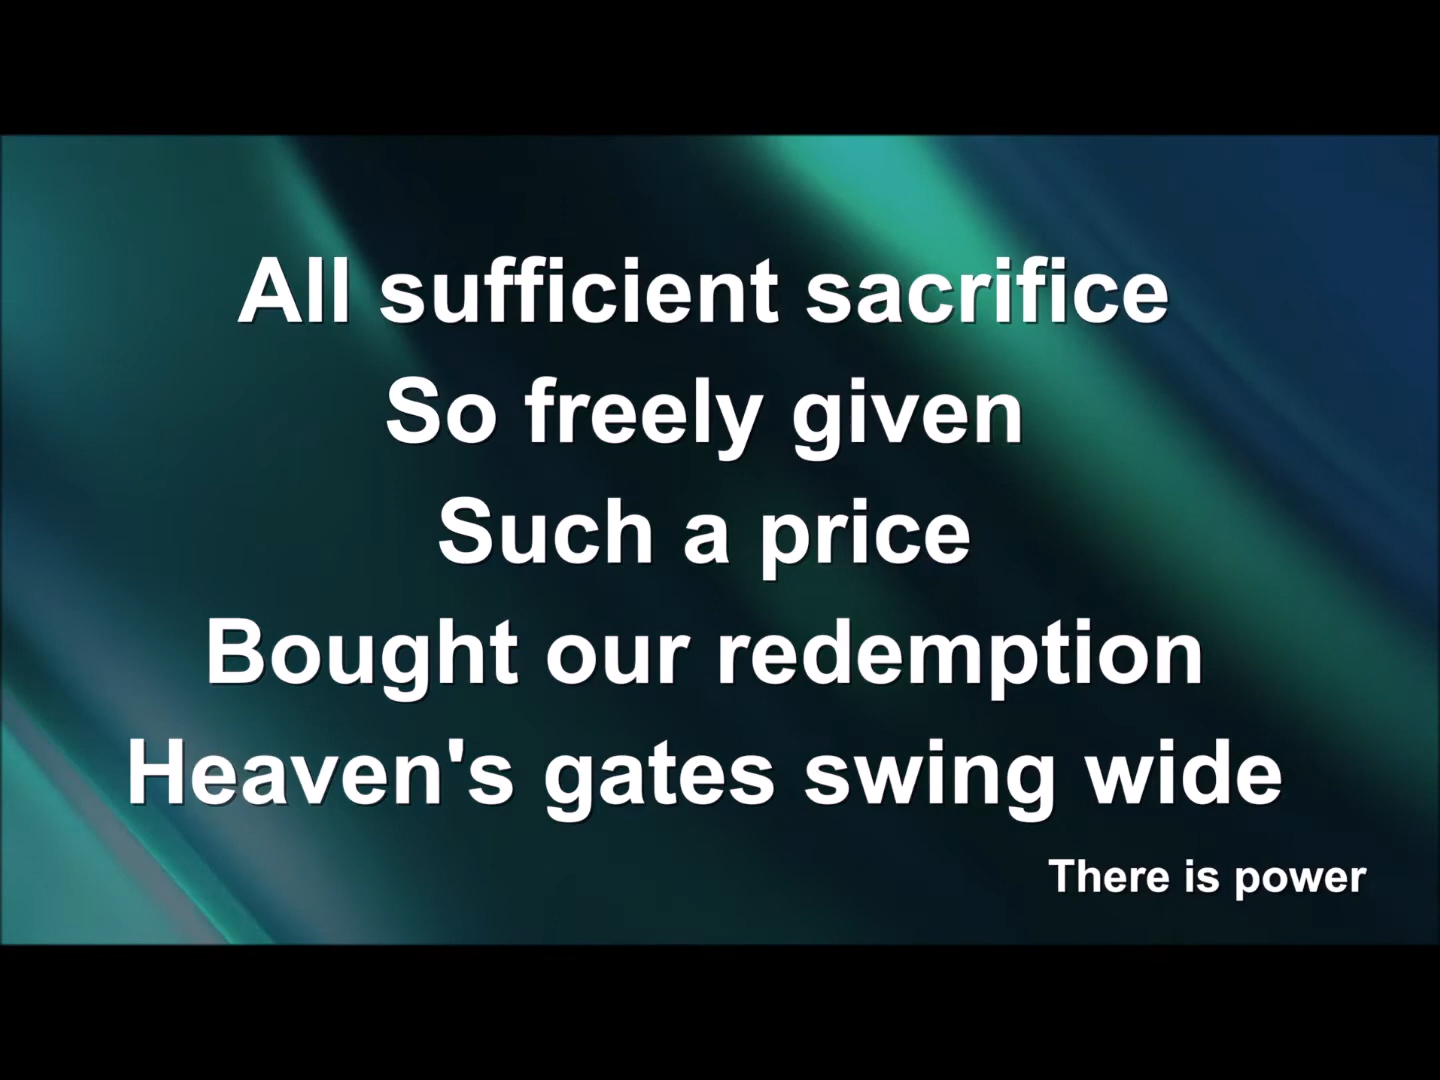 All sufficient sacrifice
So freely given
Such a price
Bought our redemption
Heaven's gates swing wide
There is power